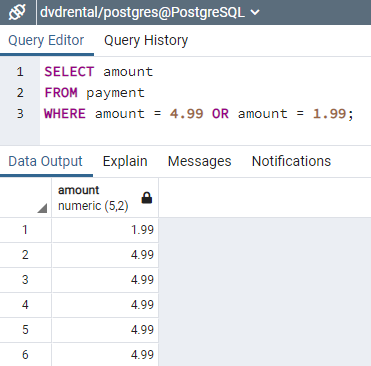 dvdrental/postgres@PostgreSQL
Query Editor Query History
1 SELECT amount
2 FROM payment
3 WHERE amount = 4.99 OR amount = 1.99;
Data Output Explain Messages Notifications
amount
numeric (5,2)
1 1.99
2 4.99
3 4.99
4 4.99
5 4.99
6 4.99